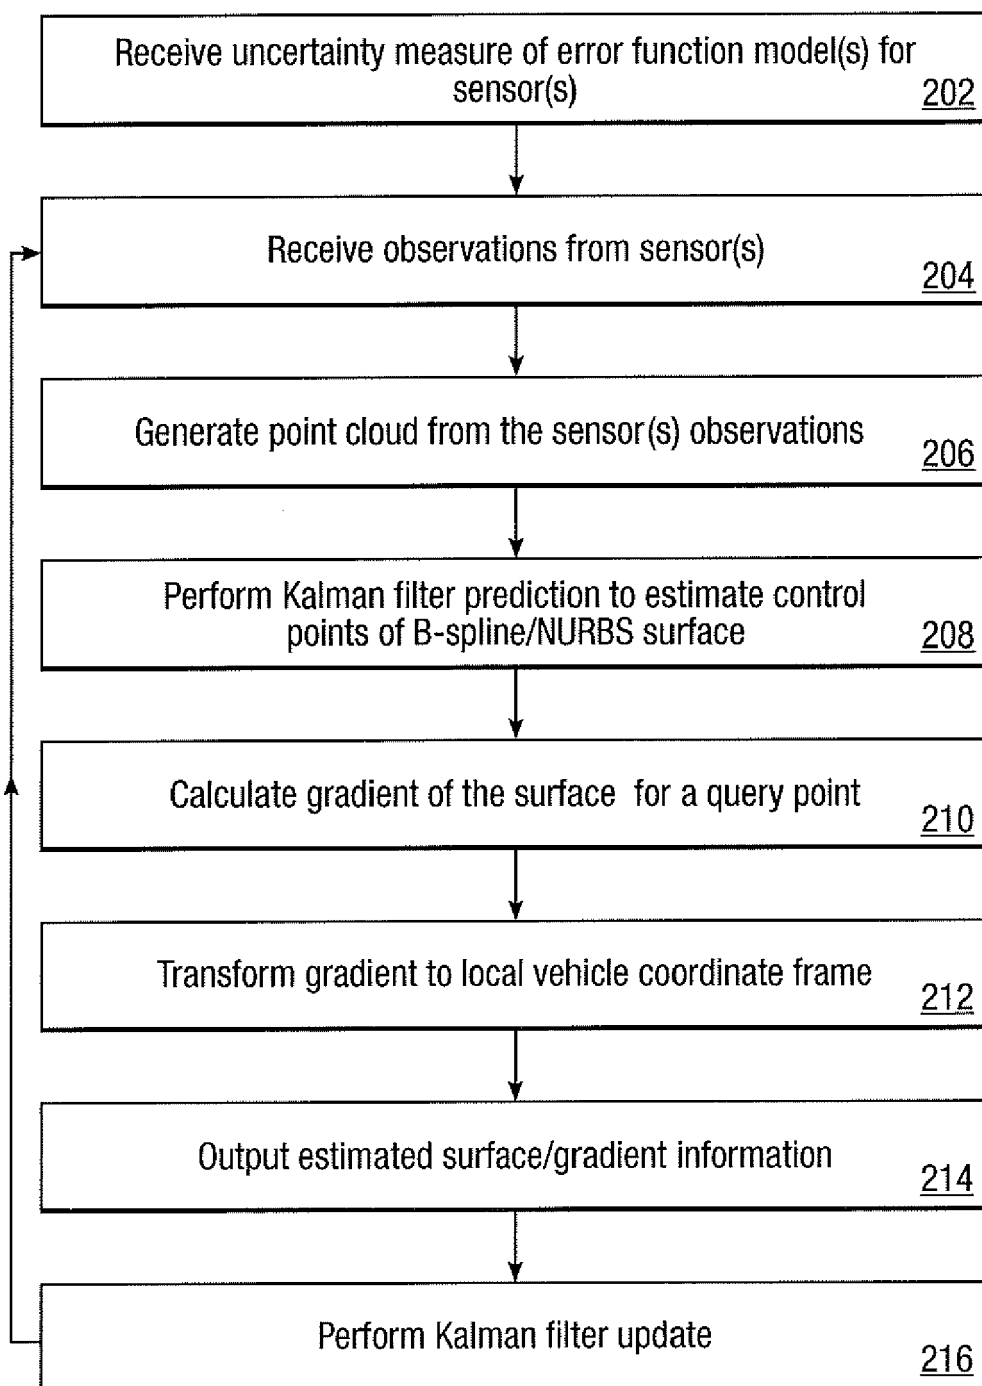 Receive uncertainty measure of error function model(s) for
sensor(s)
202
Receive observations from sensor(s)
204
Generate point cloud from the sensor(s) observations
206
Perform Kalman filter prediction to estimate control
points of B-spline/NURBS surface
208
Calculate gradient of the surface for a query point
210
Transform gradient to local vehicle coordinate frame
212
Output estimated surface/gradient information
214
Perform Kalman filter update
216